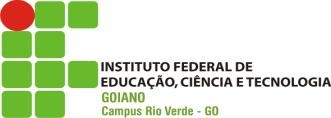 INSTITUTO FEDERAL DE
EDUCAÇÃO, CIÊNCIA E TECNOLOGIA
GOIANO
Campus Rio Verde - GO